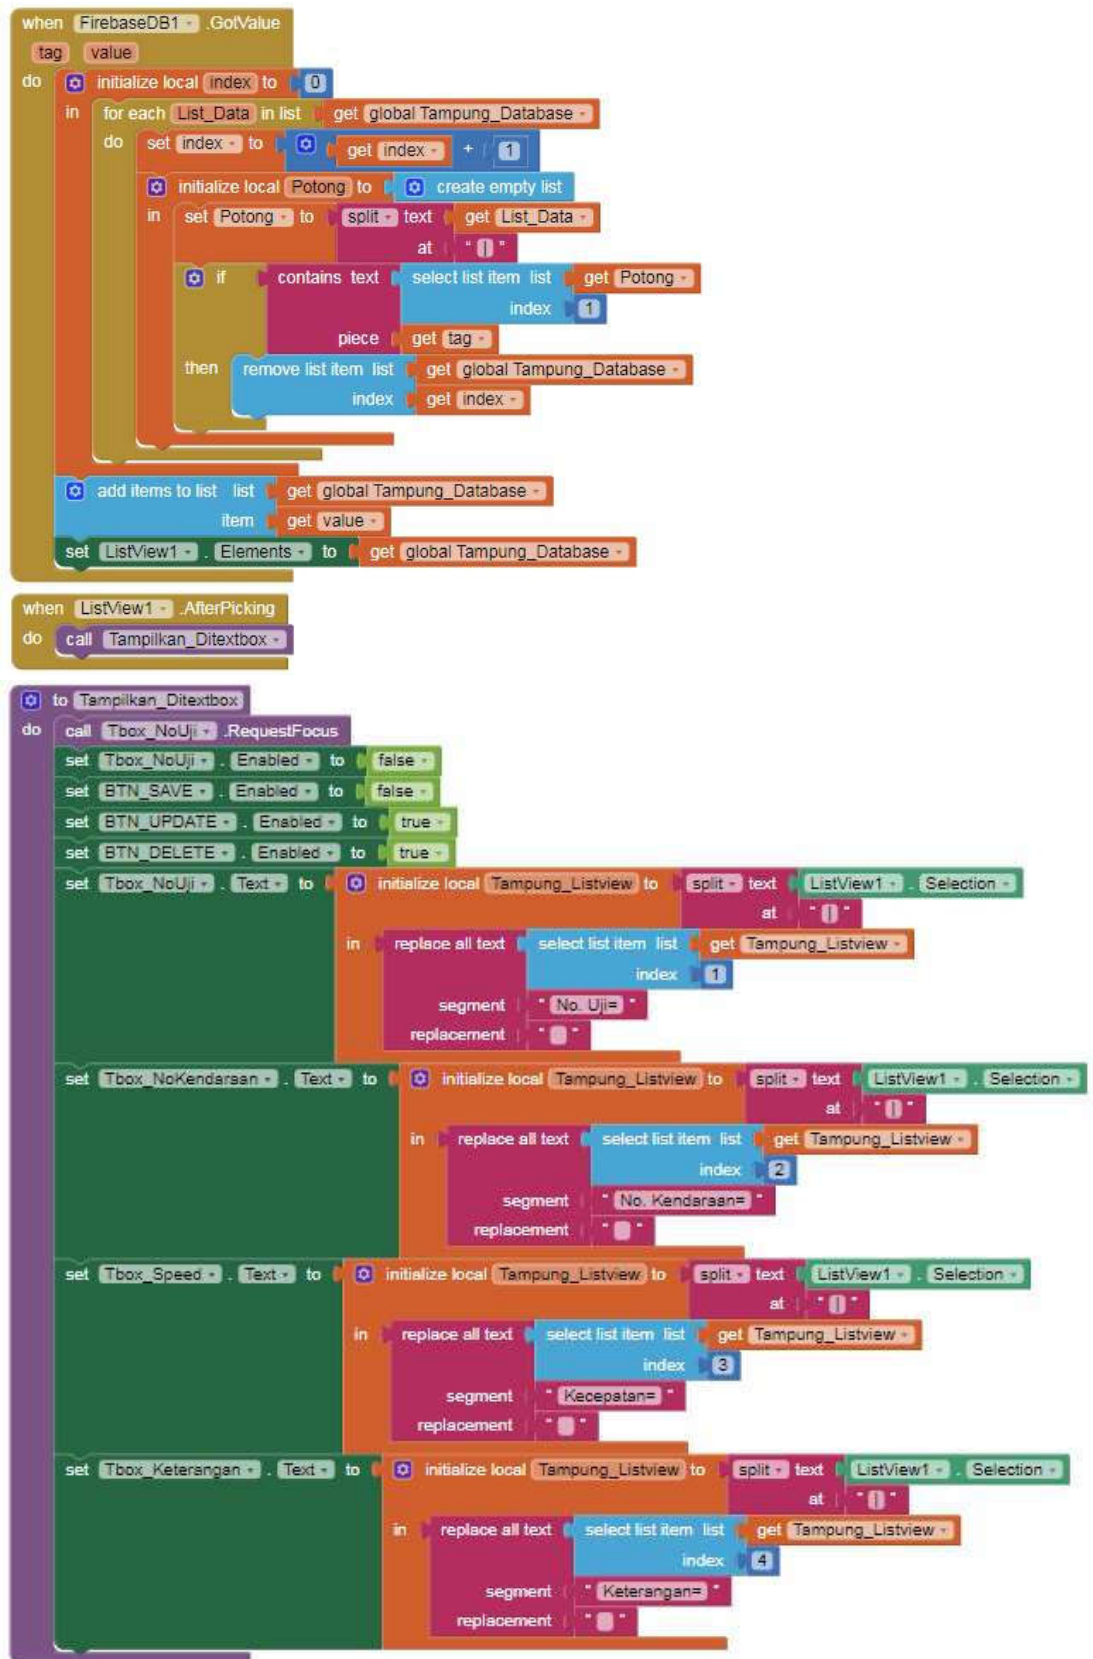 when FirebaseDB1 .GotValue
tag value
do initialize local index to 0
in for each List_Data in list get global Tampung_Database
do set index to get index + 1
initialize local Potong to create empty list
in set Potong to split text get List_Data
at " | "
if contains text select list item list get Potong
index 1
piece get tag
then remove list item list get global Tampung_Database
index get index
add items to list list get global Tampung_Database
item get value
set ListView1 . Elements to get global Tampung_Database
when ListView1 .AfterPicking
do call Tampilkan_Ditextbox
to Tampilkan_Ditextbox
do call Tbox_NoUji .RequestFocus
set Tbox_NoUji . Enabled to false
set BTN_SAVE . Enabled to false
set BTN_UPDATE . Enabled to true
set BTN_DELETE . Enabled to true
set Tbox_NoUji . Text to initialize local Tampung_Listview to split text ListView1 . Selection
at " | "
in replace all text select list item list get Tampung_Listview
index 1
segment " No. Uji= "
replacement " "
set Tbox_NoKendaraan . Text to initialize local Tampung_Listview to split text ListView1 . Selection
at " | "
in replace all text select list item list get Tampung_Listview
index 2
segment " No. Kendaraan= "
replacement " "
set Tbox_Speed . Text to initialize local Tampung_Listview to split text ListView1 . Selection
at " | "
in replace all text select list item list get Tampung_Listview
index 3
segment " Kecepatan= "
replacement " "
set Tbox_Keterangan . Text to initialize local Tampung_Listview to split text ListView1 . Selection
at " | "
in replace all text select list item list get Tampung_Listview
index 4
segment " Keterangan= "
replacement " "